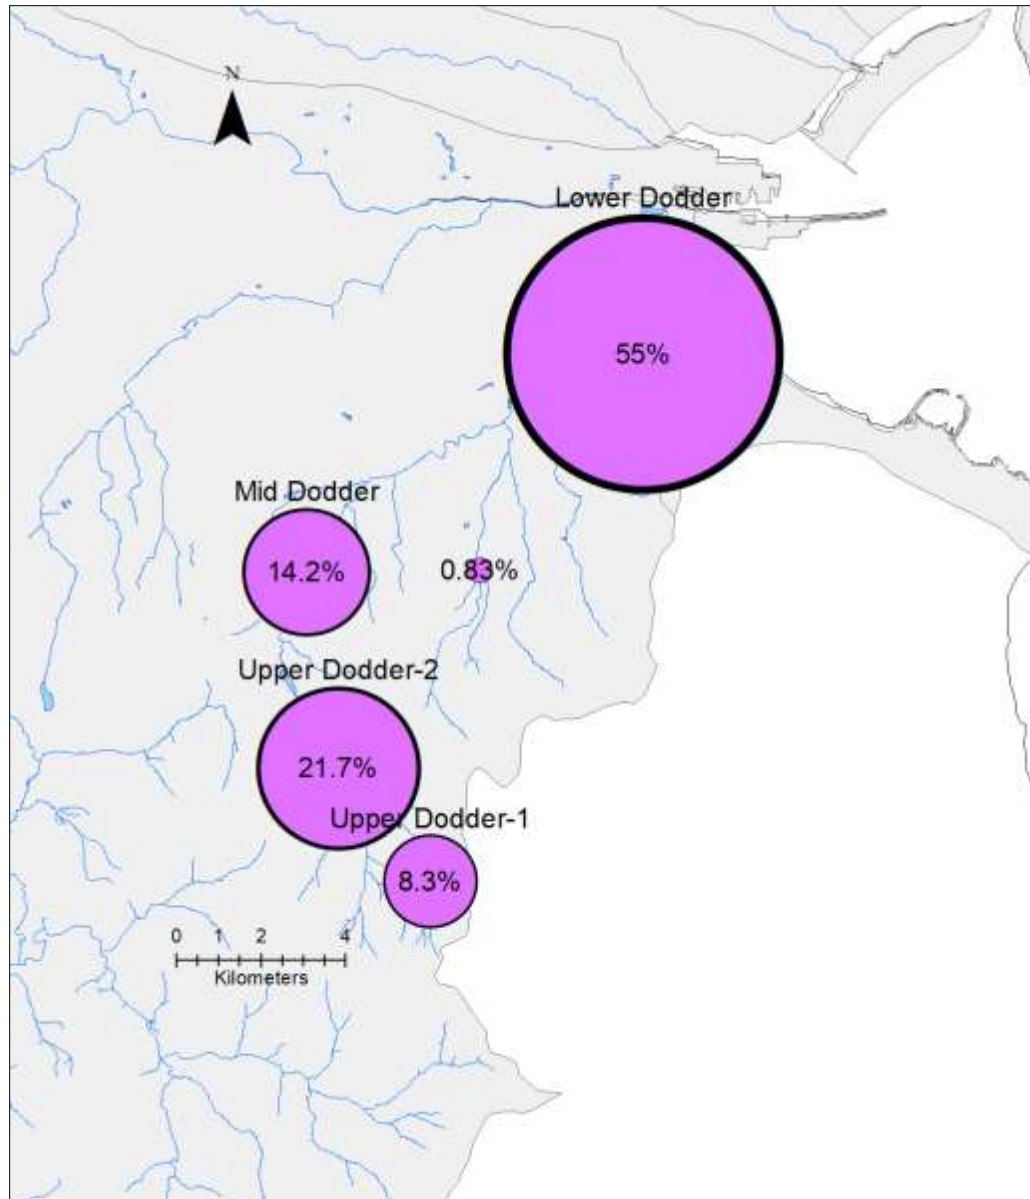 N
Lower Dodder
55%
Mid Dodder
14.2%
0.83%
Upper Dodder-2
21.7%
Upper Dodder-1
8.3%
0 1 2 4
Kilometers